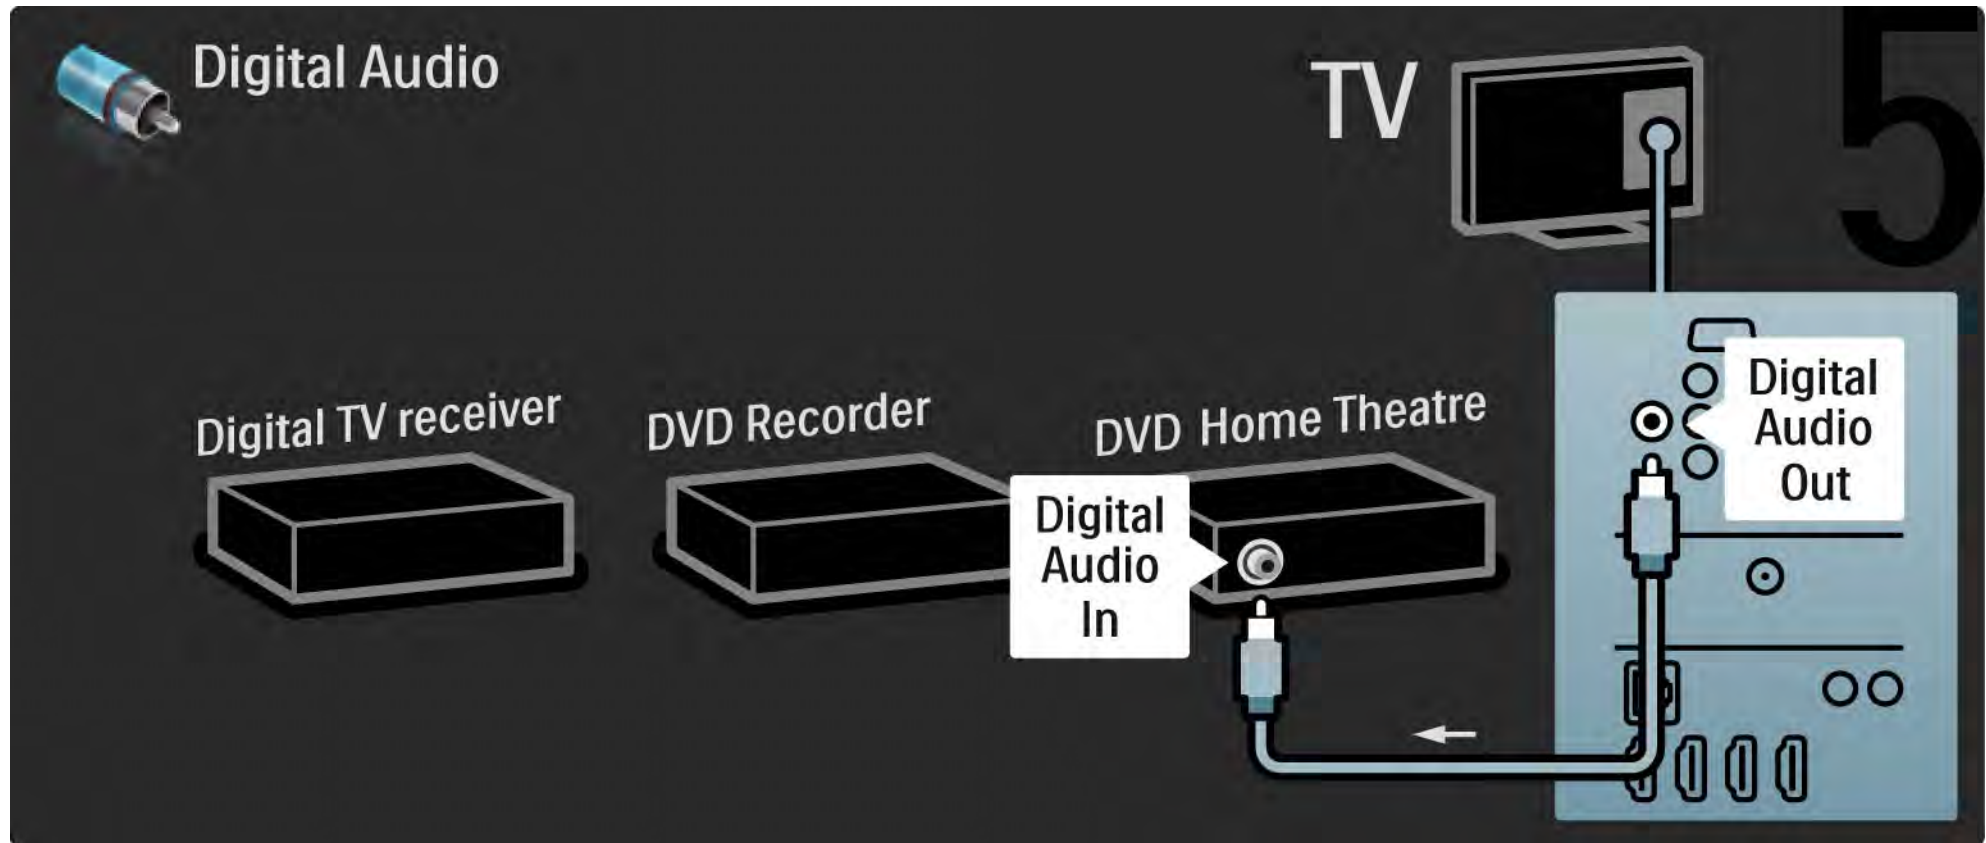 Digital Audio
TV
5
Digital TV receiver
DVD Recorder
DVD Home Theatre
Digital
Audio
In
Digital
Audio
Out